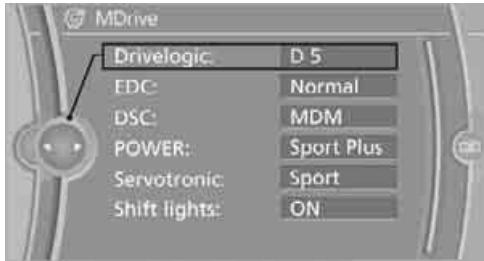 MDrive
Drivelogic: D 5
EDC: Normal
DSC: MDM
POWER: Sport Plus
Servotronic: Sport
Shift lights: ON